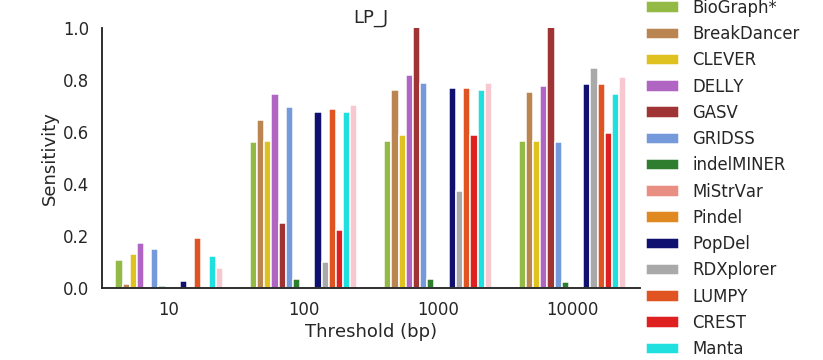 LP_J
1.0
0.8
0.6
0.4
0.2
0.0
Sensitivity
10
100
1000
10000
Threshold (bp)
BioGraph*
BreakDancer
CLEVER
DELLY
GASV
GRIDSS
indelMINER
MiStrVar
Pindel
PopDel
RDXplorer
LUMPY
CREST
Manta